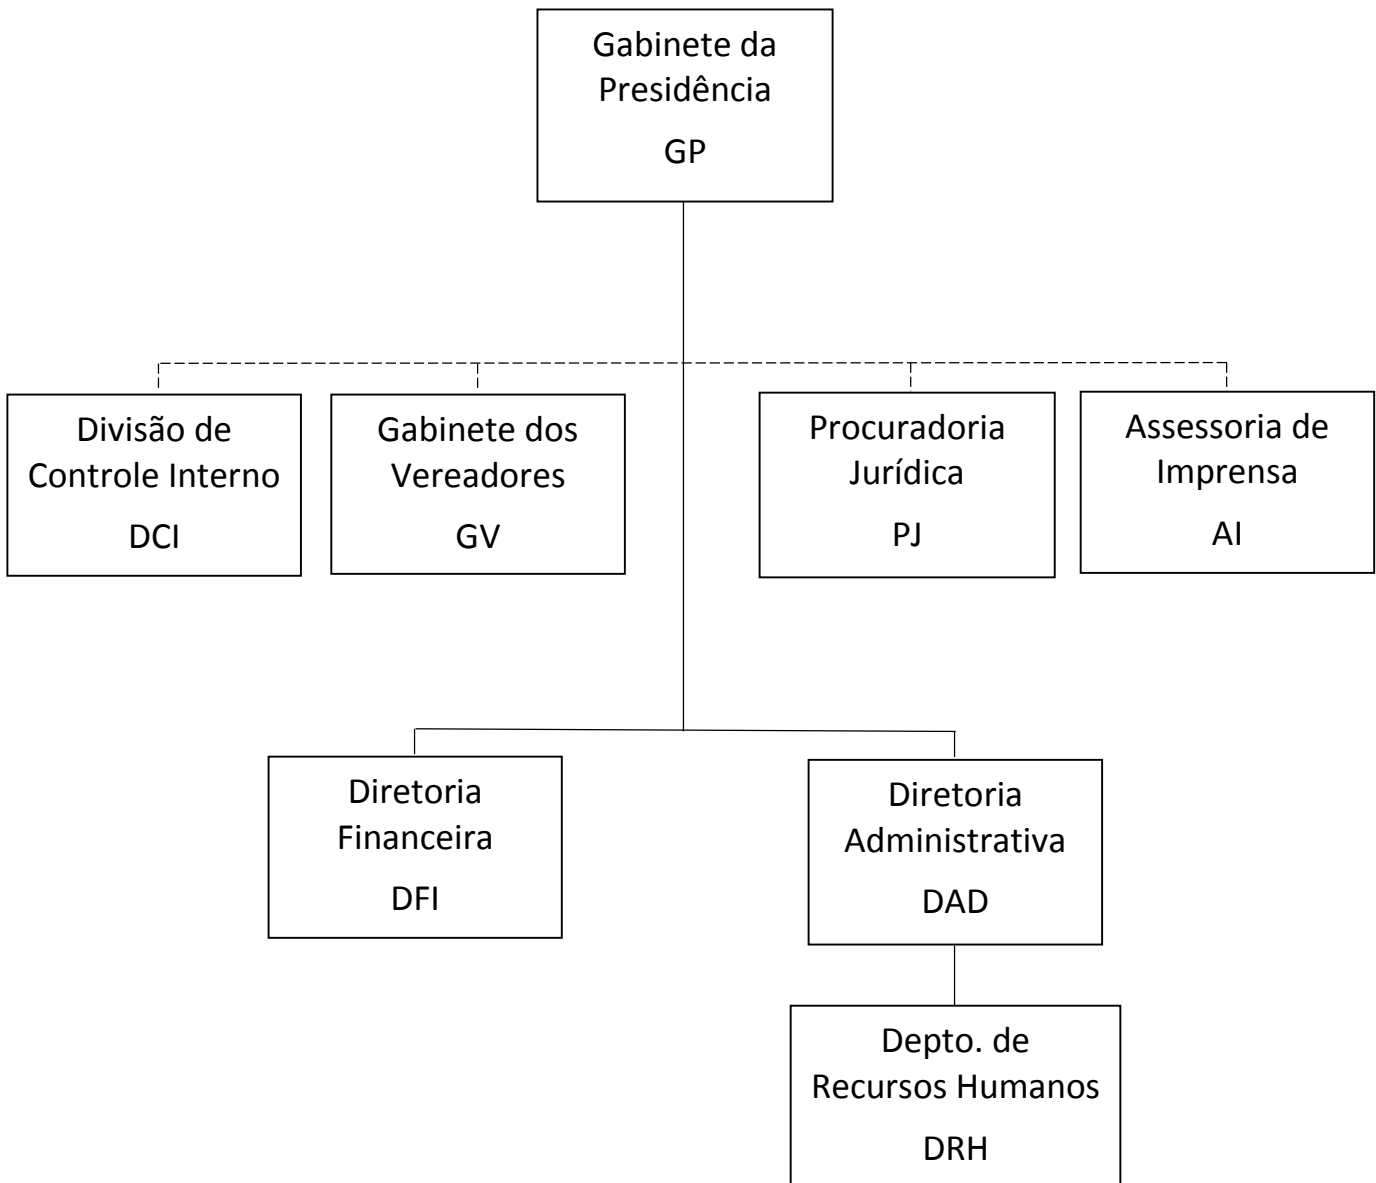 Gabinete da
Presidência
GP
Divisão de
Controle Interno
DCI
Gabinete dos
Vereadores
GV
Procuradoria
Jurídica
PJ
Assessoria de
Imprensa
AI
Diretoria
Financeira
DFI
Diretoria
Administrativa
DAD
Depto. de
Recursos Humanos
DRH